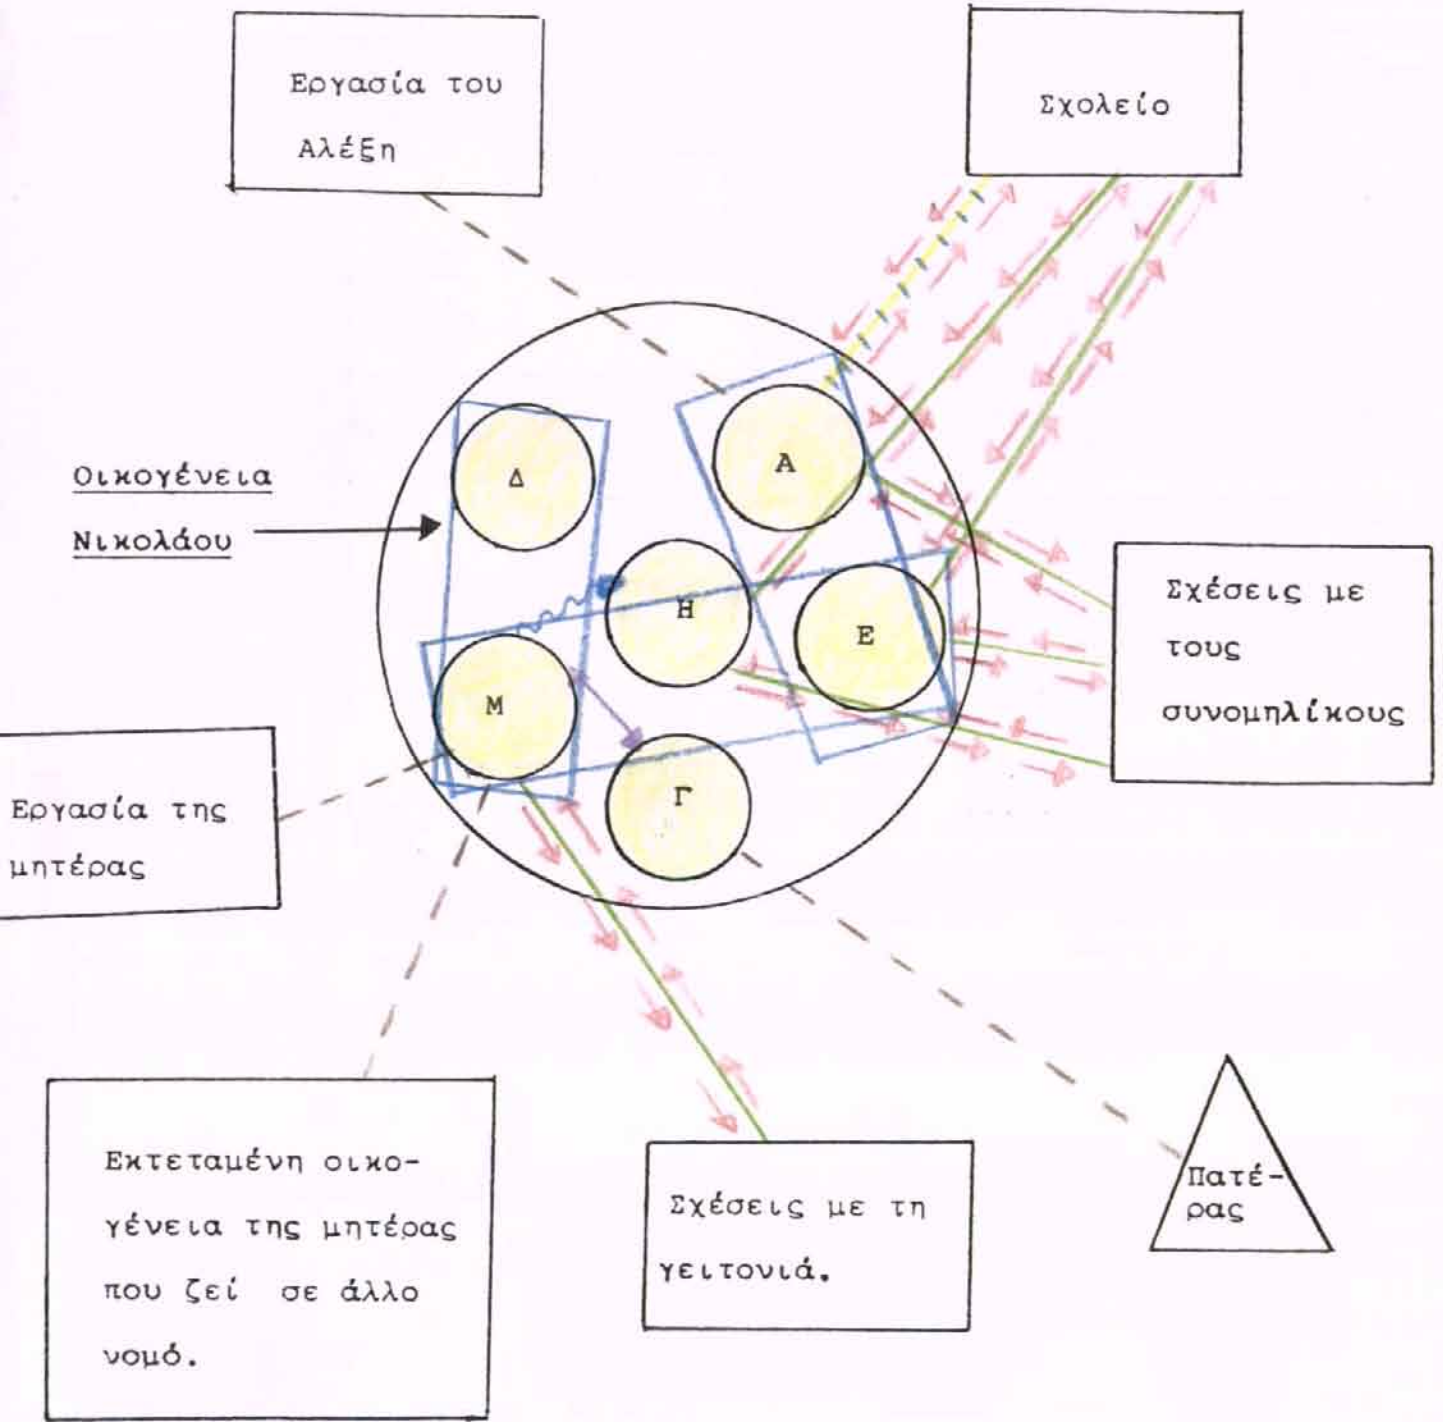 Εργασία του
Αλέξη
Σχολείο
Δ
Α
Οικογένεια
Νικολάου
Η
Ε
Σχέσεις με
τους
συνομηλίκους
Μ
Γ
Εργασία της
μητέρας
Εκτεταμένη οικο-
γένεια της μητέρας
που ζεί σε άλλο
νομό.
Σχέσεις με τη
γειτονιά.
Πατέ-
ρας